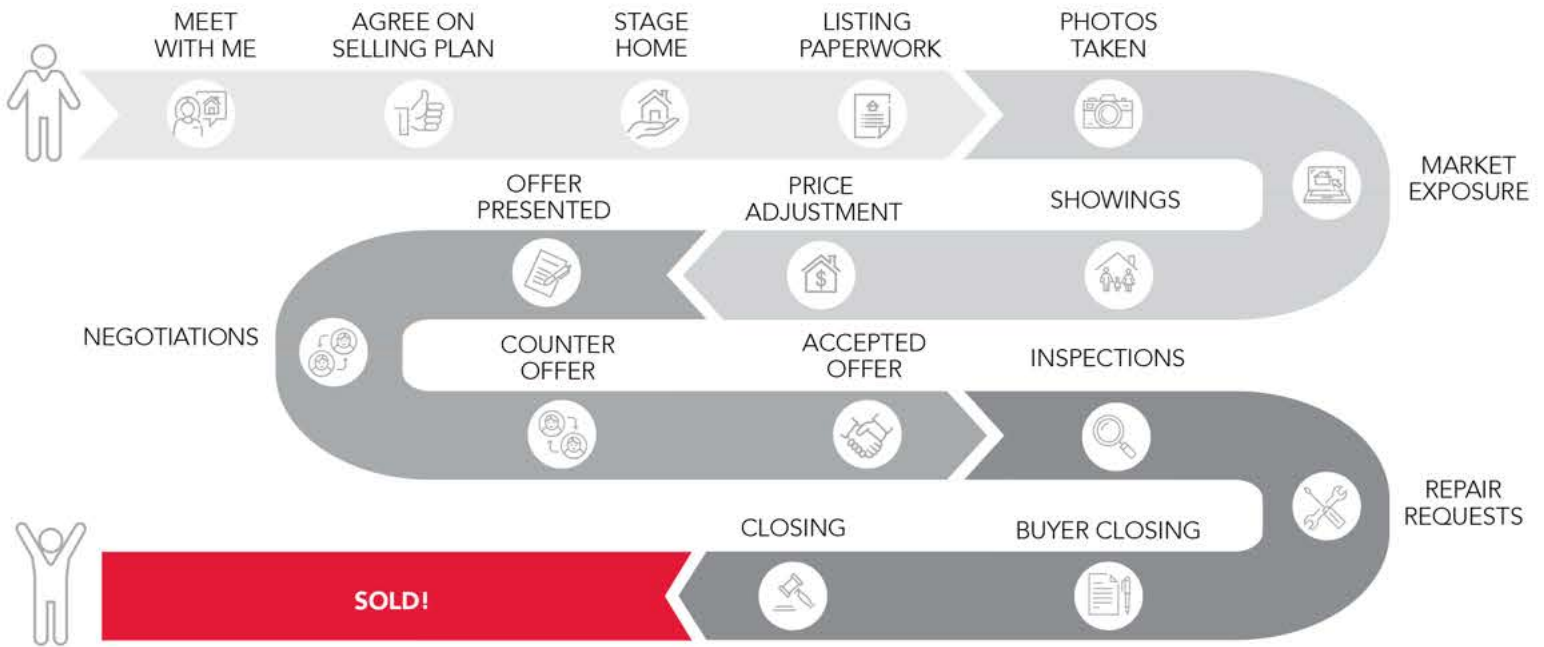 MEET
WITH ME
AGREE ON
SELLING PLAN
STAGE
HOME
LISTING
PAPERWORK
PHOTOS
TAKEN
MARKET
EXPOSURE
SHOWINGS
PRICE
ADJUSTMENT
$
OFFER
PRESENTED
NEGOTIATIONS
COUNTER
OFFER
ACCEPTED
OFFER
INSPECTIONS
REPAIR
REQUESTS
BUYER CLOSING
CLOSING
SOLD!